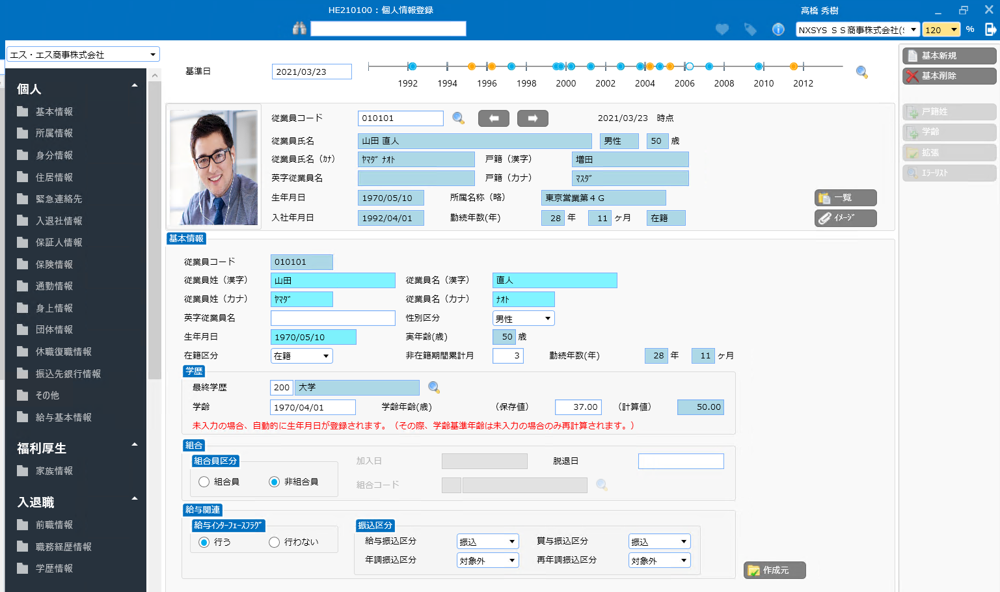 HE210100：個人情報登録
高橋 秀樹
NXSYS ＳＳ商事株式会社(S
120
%
エス・エス商事株式会社
個人
基本情報
所属情報
身分情報
住居情報
緊急連絡先
入退社情報
保証人情報
保険情報
通勤情報
身上情報
団体情報
休職復職情報
振込先銀行情報
その他
給与基本情報
福利厚生
家族情報
入退職
前職情報
職務経歴情報
学歴情報
基準日
2021/03/23
1992 1994 1996 1998 2000 2002 2004 2006 2008 2010 2012
従業員コード 010101 2021/03/23 時点
従業員氏名 山田 直人 男性 50 歳
従業員氏名（ｶﾅ） ﾔﾏﾀﾞ ﾅｵﾄ 戸籍（漢字） 増田
英字従業員名 戸籍（カナ） ﾏｽﾀﾞ
生年月日 1970/05/10 所属名称（略） 東京営業第４Ｇ
入社年月日 1992/04/01 勤続年数(年) 28 年 11 ヶ月 在籍
一覧
ｲﾒｰｼﾞ
基本情報
従業員コード 010101
従業員姓（漢字） 山田 従業員名（漢字） 直人
従業員姓（カナ） ﾔﾏﾀﾞ 従業員名（カナ） ﾅｵﾄ
英字従業員名 性別区分 男性
生年月日 1970/05/10 実年齢(歳) 50 歳
在籍区分 在籍 非在籍期間累計月 3 勤続年数(年) 28 年 11 ヶ月
学歴
最終学歴 200 大学
学齢 1970/04/01 学齢年齢(歳) （保存値） 37.00 （計算値） 50.00
未入力の場合、自動的に生年月日が登録されます。（その際、学齢基準年齢は未入力の場合のみ再計算されます。）
組合
組合員区分
組合員 非組合員
加入日 脱退日
組合コード
給与関連
給与ｲﾝﾀｰﾌｪｰｽﾌﾗｸﾞ
行う 行わない
振込区分
給与振込区分 振込 賞与振込区分 振込
年調振込区分 対象外 再年調振込区分 対象外
作成元
基本新規
基本削除
戸籍姓
学齢
拡張
ｴﾗｰﾘｽﾄ